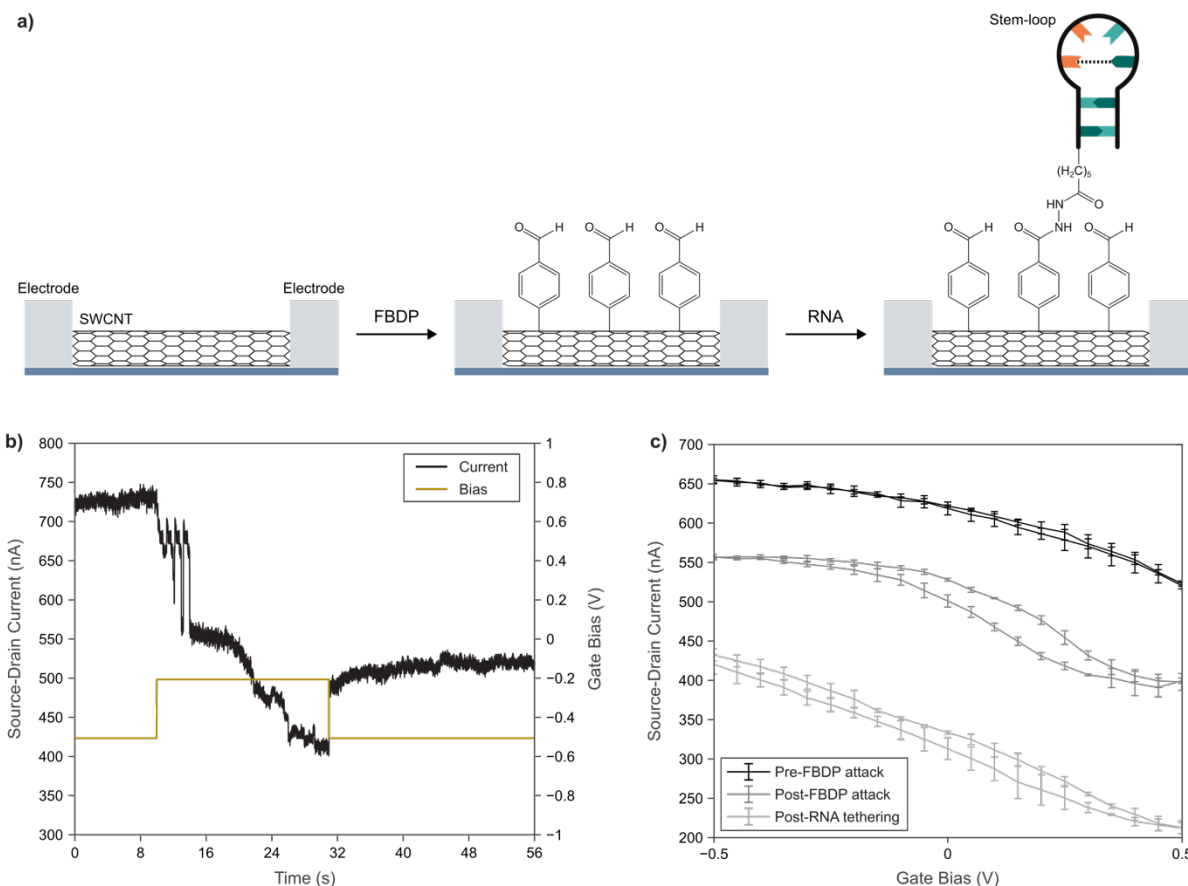 a)
Stem-loop
(H₂C)₅
HN
O
O H
O H
O H
O
NH
O H
O H
Electrode
Electrode
SWCNT
FBDP
RNA
b)
800
750
700
650
600
550
500
450
400
350
300
Source-Drain Current (nA)
0 8 16 24 32 40 48 56
Time (s)
1
0.8
0.6
0.4
0.2
0
−0.2
−0.4
−0.6
−0.8
−1
Gate Bias (V)
Current
Bias
c)
700
650
600
550
500
450
400
350
300
250
200
Source-Drain Current (nA)
−0.5 0 0.5
Gate Bias (V)
Pre-FBDP attack
Post-FBDP attack
Post-RNA tethering